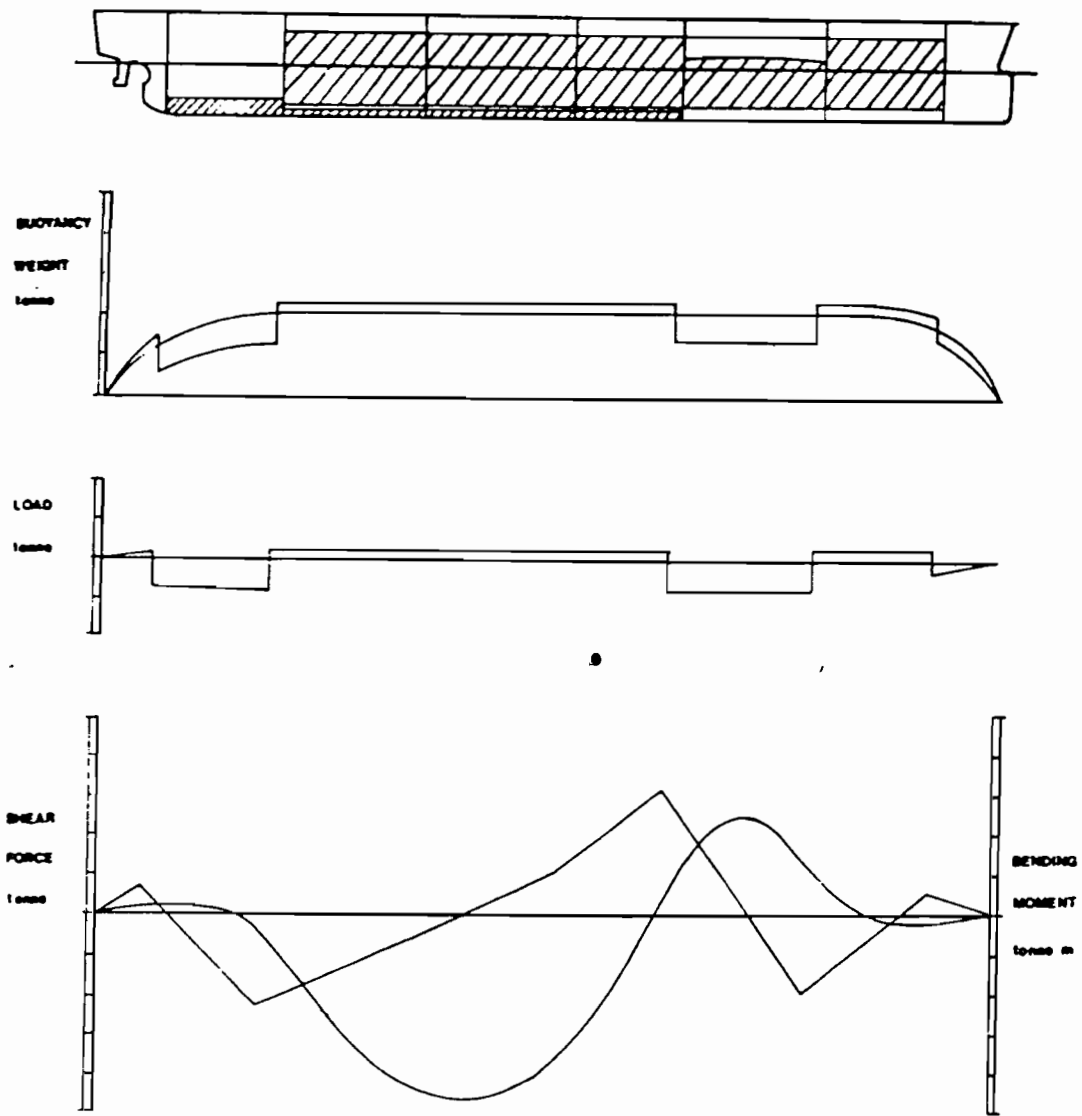 BUOYANCY
WEIGHT
tonne
LOAD
tonne
SHEAR
FORCE
tonne
BENDING
MOMENT
tonne m